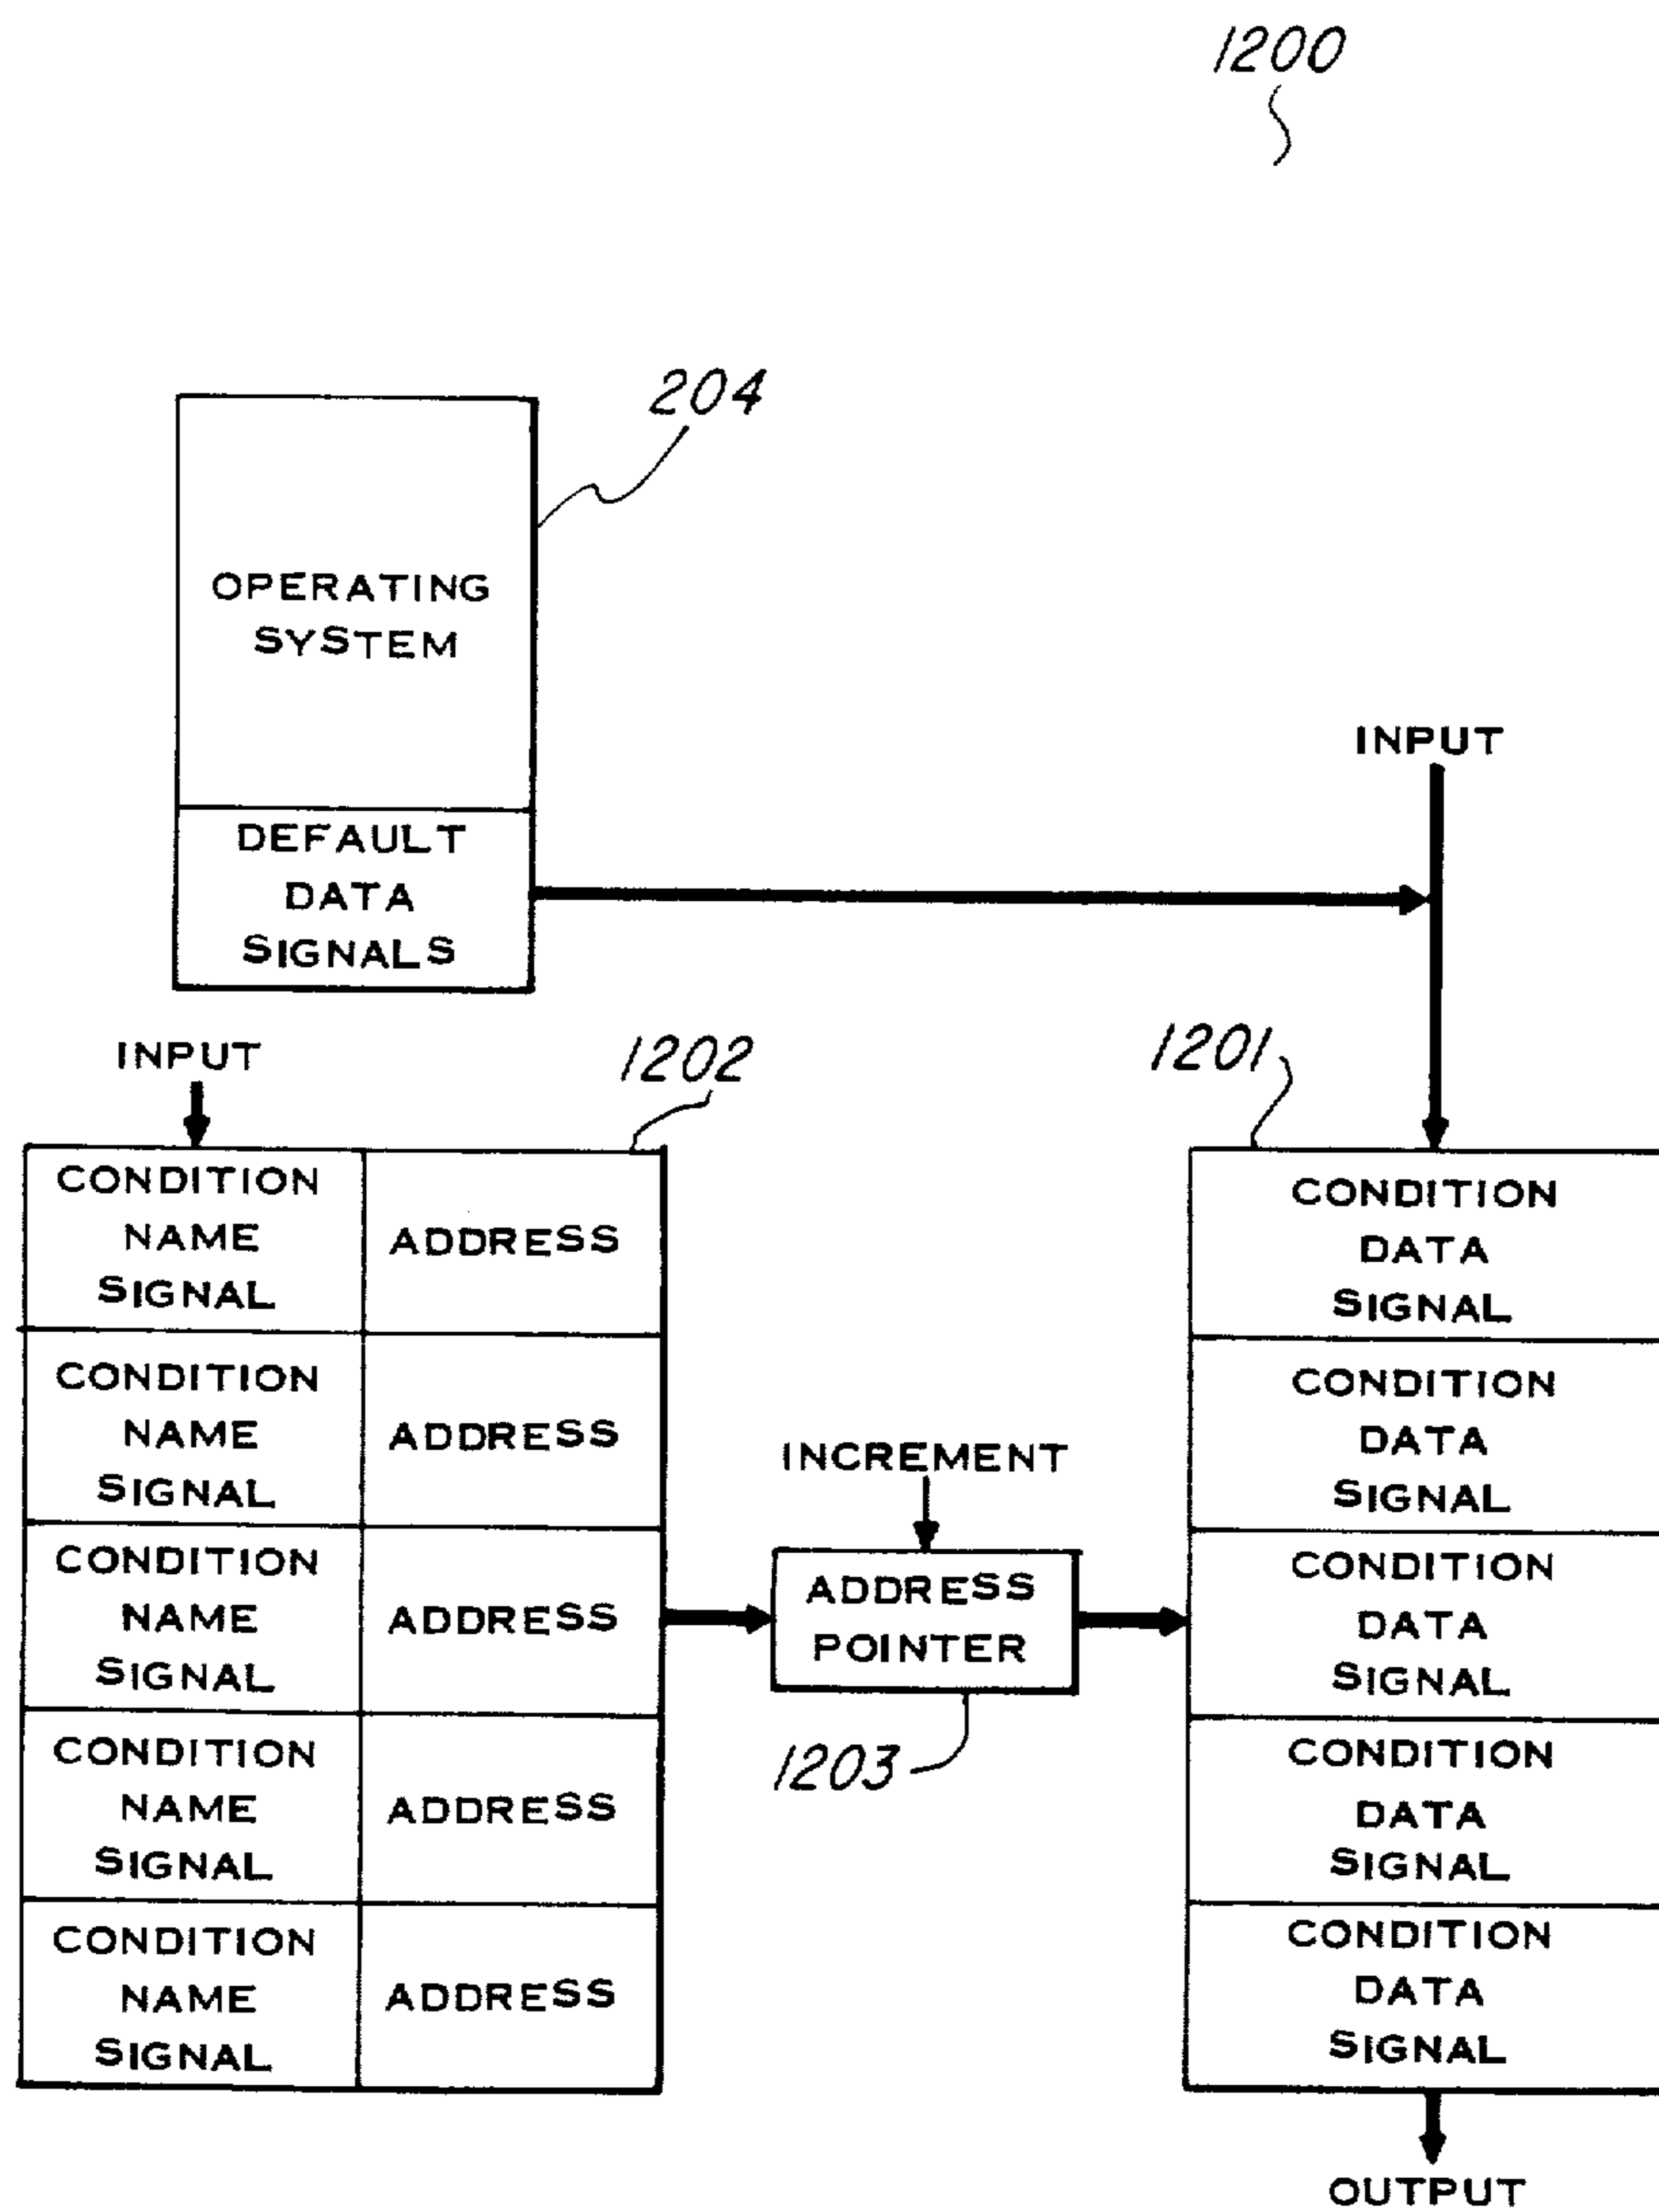 1200
204
OPERATING
SYSTEM
INPUT
DEFAULT
DATA
SIGNALS
INPUT
1202
1201
CONDITION
NAME
SIGNAL
ADDRESS
CONDITION
DATA
SIGNAL
CONDITION
NAME
SIGNAL
ADDRESS
CONDITION
DATA
SIGNAL
INCREMENT
CONDITION
NAME
SIGNAL
ADDRESS
ADDRESS
POINTER
CONDITION
DATA
SIGNAL
1203
CONDITION
NAME
SIGNAL
ADDRESS
CONDITION
DATA
SIGNAL
CONDITION
NAME
SIGNAL
ADDRESS
CONDITION
DATA
SIGNAL
OUTPUT